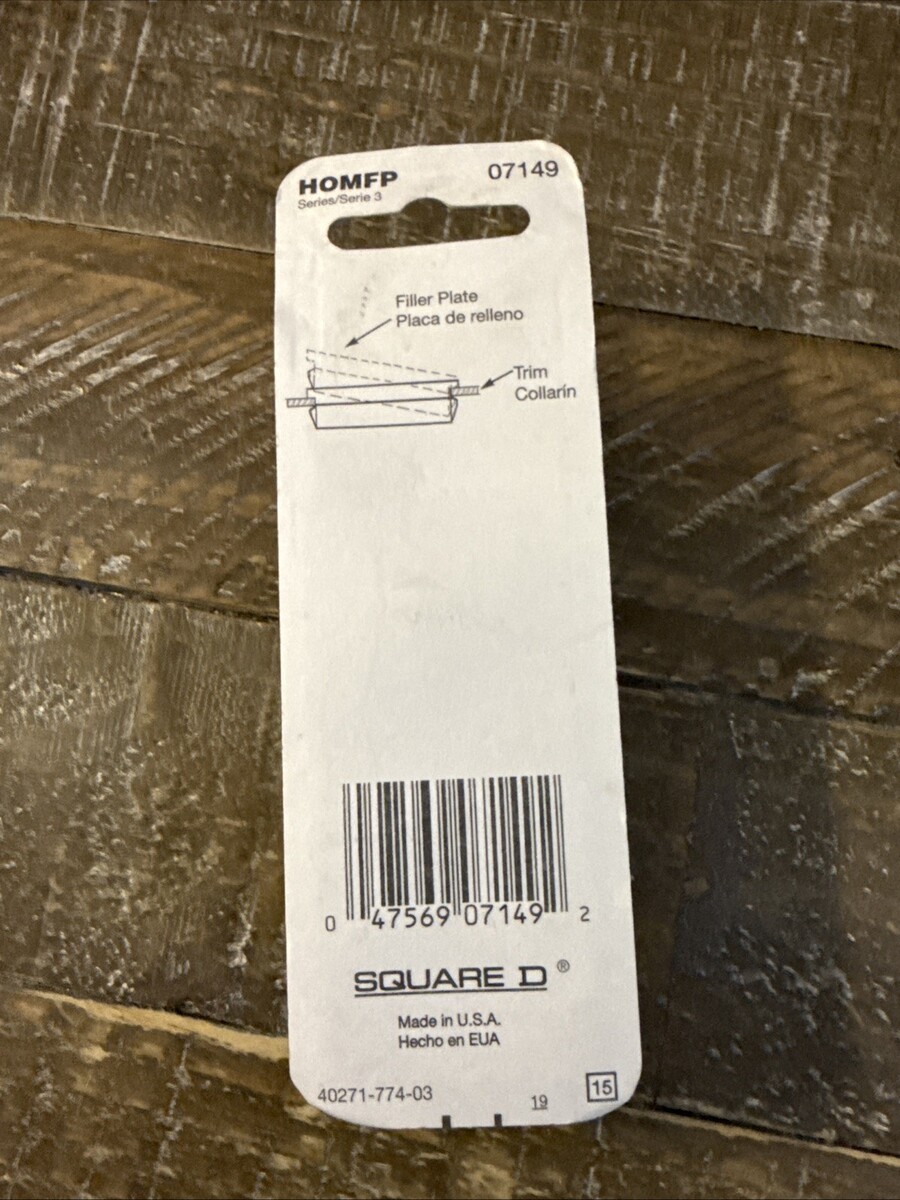 HOMFP 07149
Series/Serie 3
Filler Plate
Placa de relleno
Trim
Collarín
0 47569 07149 2
SQUARE D ®
Made in U.S.A.
Hecho en EUA
40271-774-03 19 15